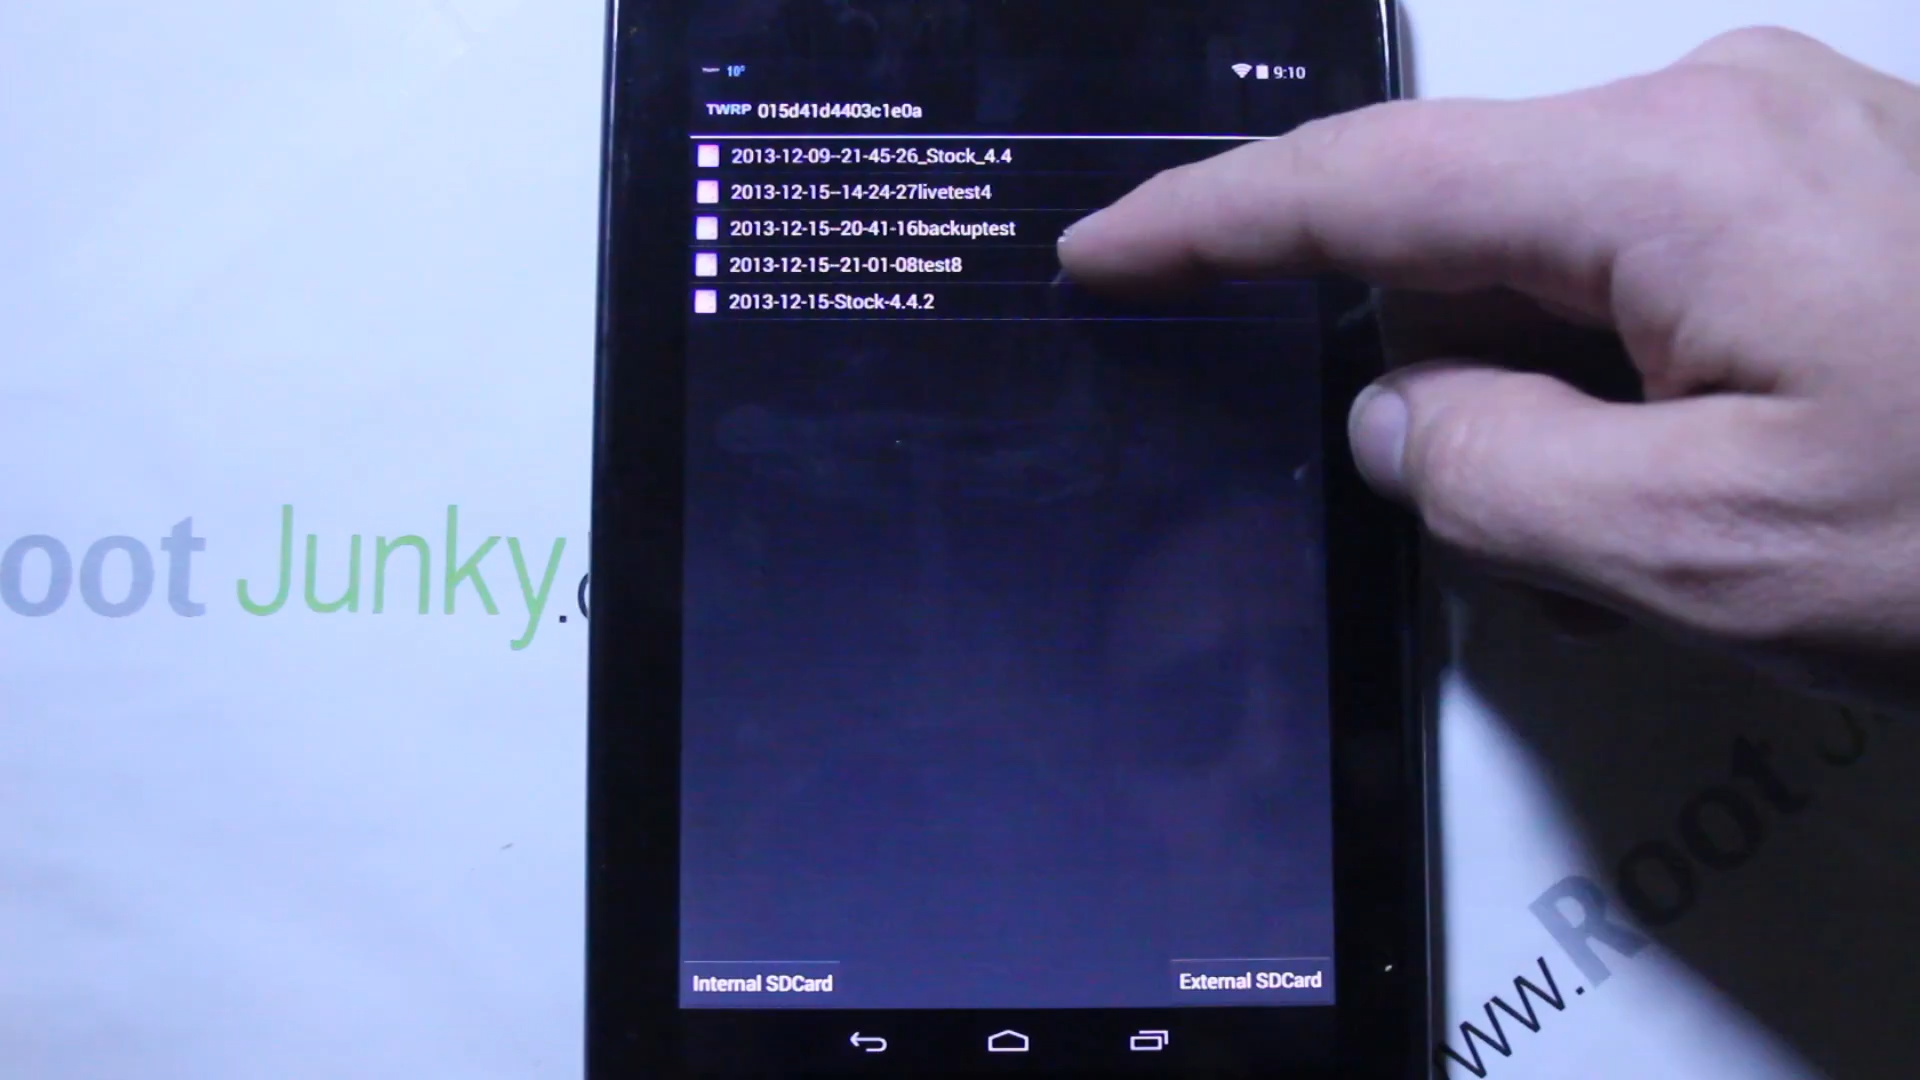 10°
9:10
TWRP 015d41d4403c1e0a
2013-12-09--21-45-26_Stock_4.4
2013-12-15--14-24-27livetest4
2013-12-15--20-41-16backuptest
2013-12-15--21-01-08test8
2013-12-15-Stock-4.4.2
oot Junky.
Internal SDCard
External SDCard
ww.Root J